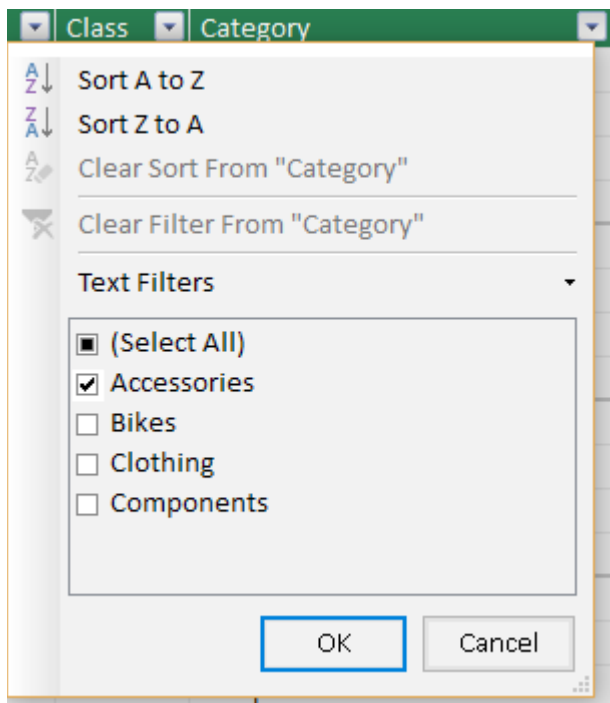 Class Category
Sort A to Z
Sort Z to A
Clear Sort From "Category"
Clear Filter From "Category"
Text Filters
(Select All)
Accessories
Bikes
Clothing
Components
OK Cancel